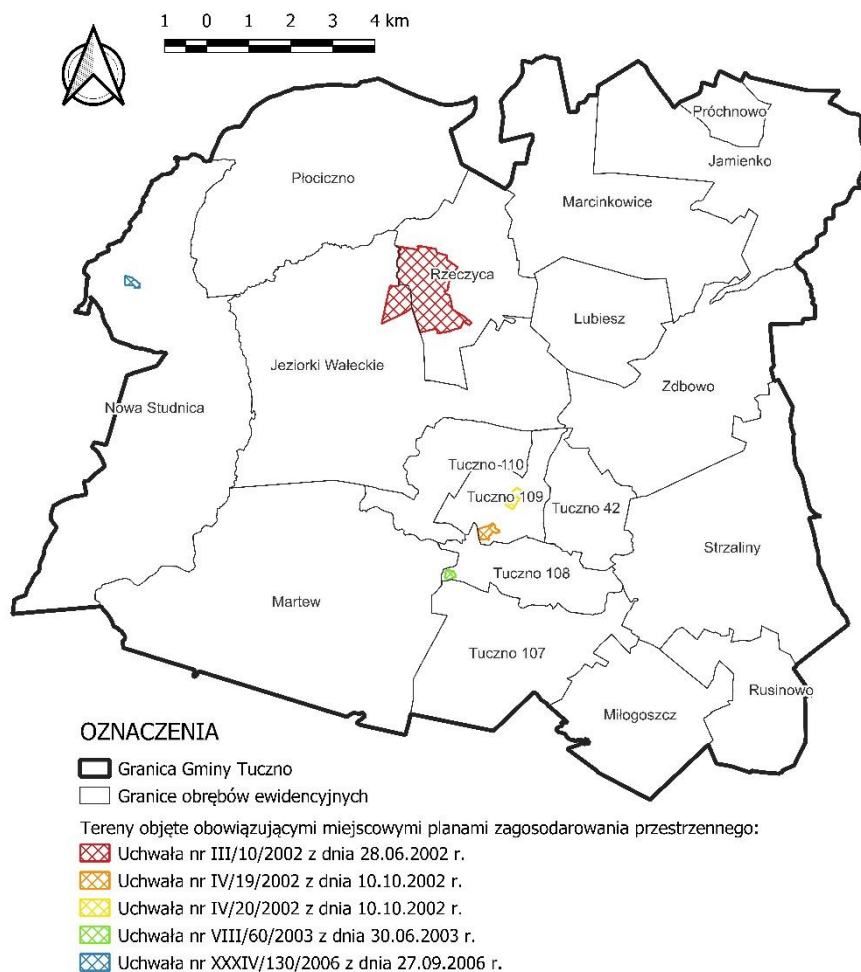 1 0 1 2 3 4 km
Próchnowo
Jamienko
Płociczno
Marcinkowice
Rzeczyca
Lubiesz
Jeziorki Wałeckie
Zdbowo
Nowa Studnica
Tuczno-110
Tuczno 109
Tuczno 42
Strzaliny
Tuczno 108
Martew
Tuczno 107
Rusinowo
Miłogoszcz
OZNACZENIA
Granica Gminy Tuczno
Granice obrębów ewidencyjnych
Tereny objęte obowiązującymi miejscowymi planami zagosodarowania przestrzennego:
Uchwała nr III/10/2002 z dnia 28.06.2002 r.
Uchwała nr IV/19/2002 z dnia 10.10.2002 r.
Uchwała nr IV/20/2002 z dnia 10.10.2002 r.
Uchwała nr VIII/60/2003 z dnia 30.06.2003 r.
Uchwała nr XXXIV/130/2006 z dnia 27.09.2006 r.